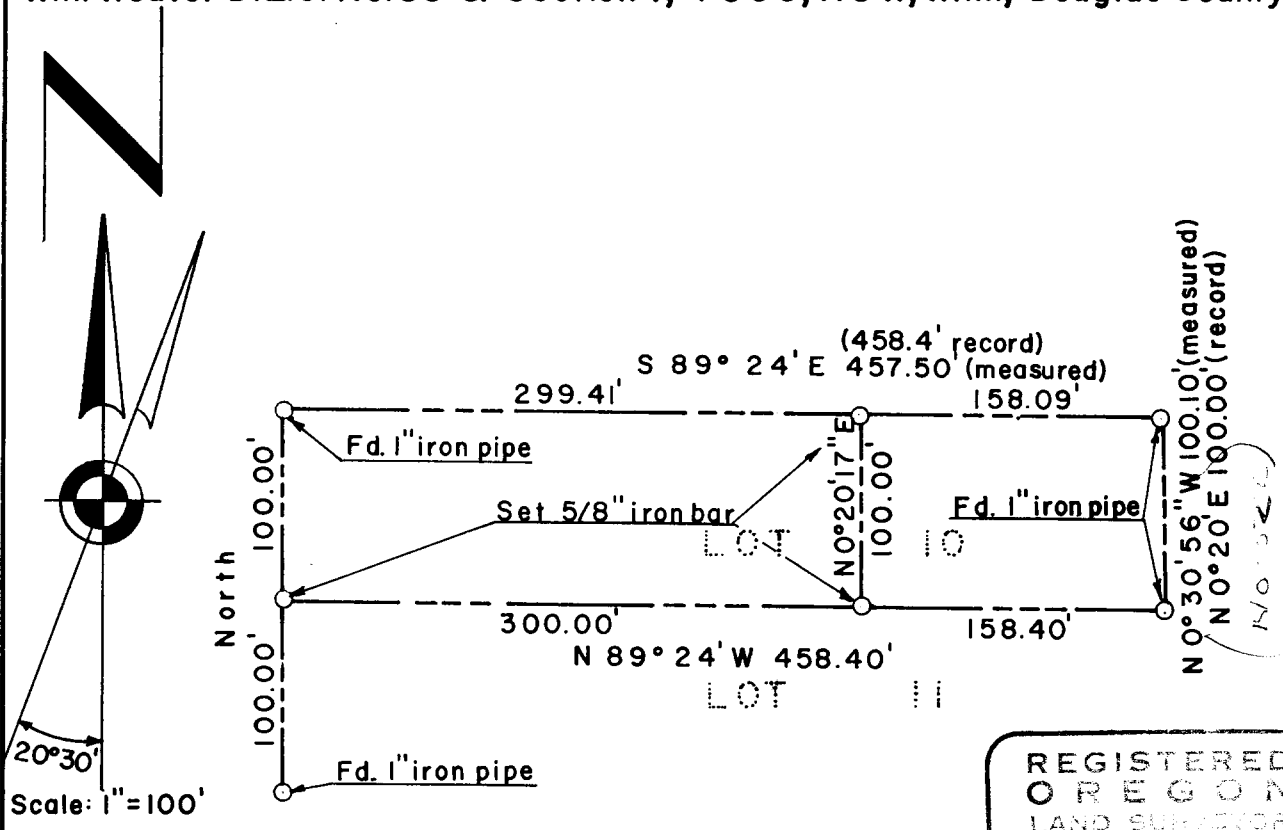 (458.4' record)
S 89° 24' E 457.50' (measured)
299.41'
158.09'
Fd. 1" iron pipe
100.00'
Set 5/8" iron bar
N 0° 20' 17" E
100.00'
Fd. 1" iron pipe
N 0° 30' 56" W 100.10' (measured)
N 0° 20' E 100.00' (record)
LOT 10
North
300.00'
158.40'
N 89° 24' W 458.40'
LOT 11
100.00'
Fd. 1" iron pipe
20°30'
Scale: 1"=100'
REGISTERED
OREGON
LAND SURVEYOR